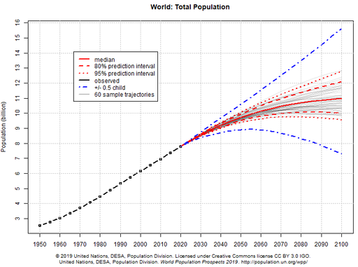 World: Total Population
Population (billion)
16
15
14
13
12
11
10
9
8
7
6
5
4
3
median
80% prediction interval
95% prediction interval
observed
+/- 0.5 child
60 sample trajectories
1950 1960 1970 1980 1990 2000 2010 2020 2030 2040 2050 2060 2070 2080 2090 2100
© 2019 United Nations, DESA, Population Division. Licensed under Creative Commons license CC BY 3.0 IGO.
United Nations, DESA, Population Division. World Population Prospects 2019. http://population.un.org/wpp/